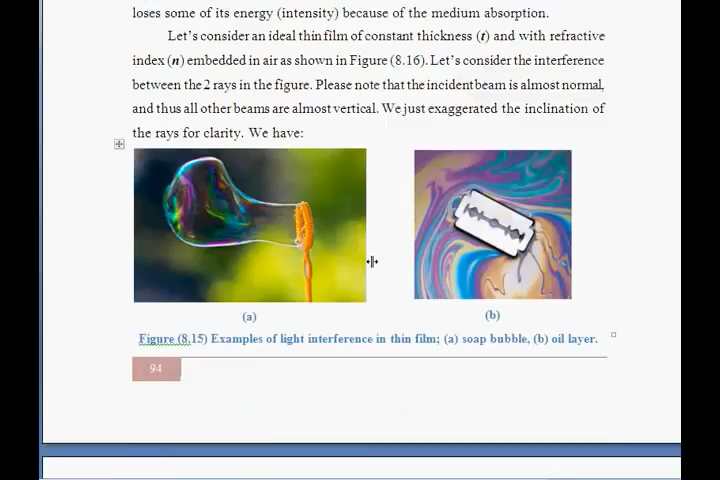 loses some of its energy (intensity) because of the medium absorption.
Let's consider an ideal thin film of constant thickness (t) and with refractive
index (n) embedded in air as shown in Figure (8.16). Let's consider the interference
between the 2 rays in the figure. Please note that the incident beam is almost normal,
and thus all other beams are almost vertical. We just exaggerated the inclination of
the rays for clarity. We have:
(a)
(b)
Figure (8.15) Examples of light interference in thin film; (a) soap bubble, (b) oil layer.
94